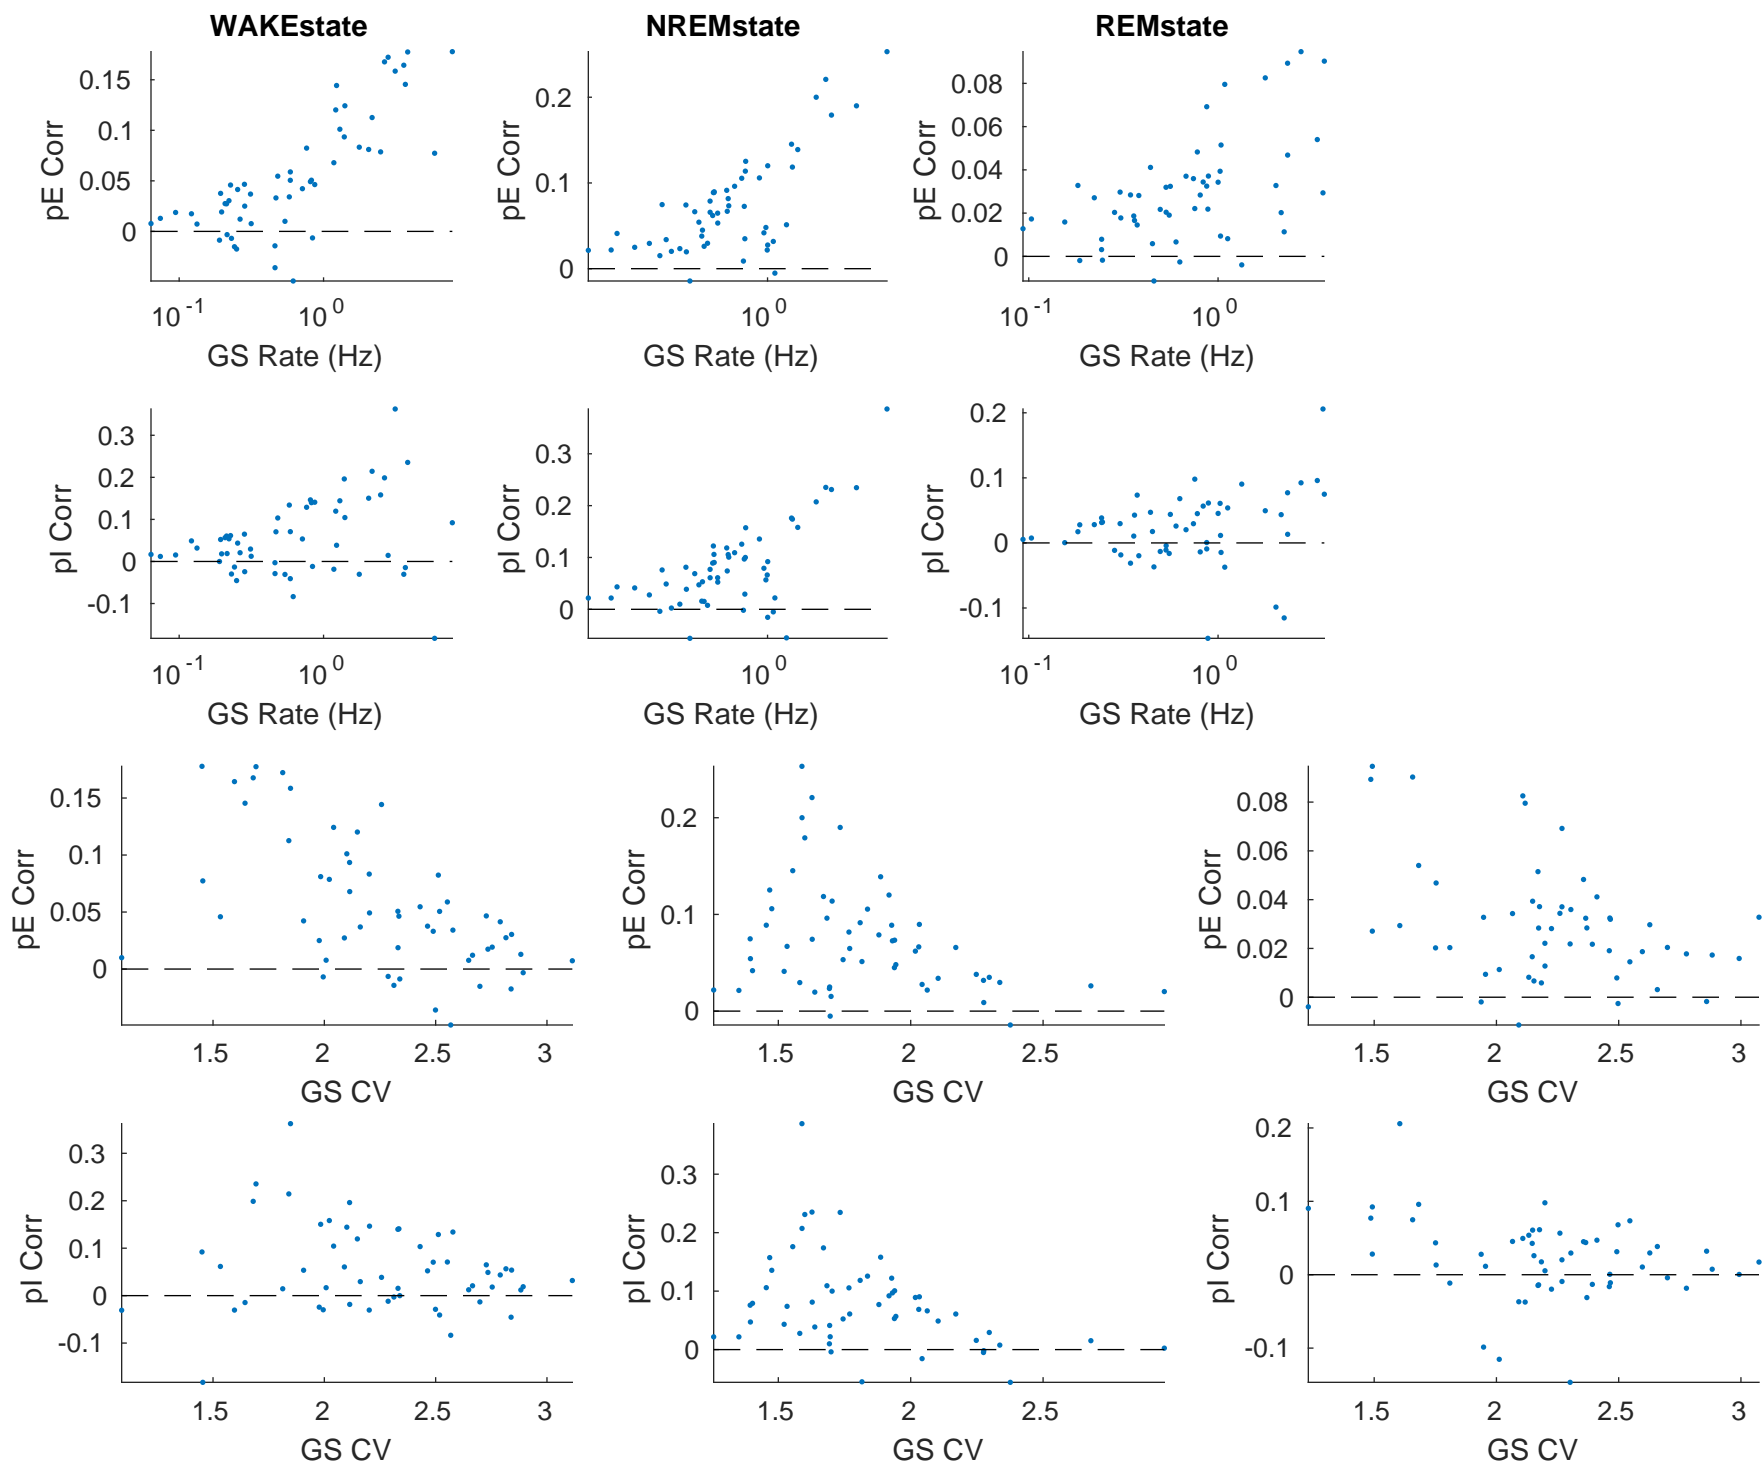 WAKEstate NREMstate REMstate
0.15 0.1 0.05 0
pE Corr
10^-1 10^0
GS Rate (Hz)
0.2 0.1 0
pE Corr
10^0
GS Rate (Hz)
0.08 0.06 0.04 0.02 0
pE Corr
10^-1 10^0
GS Rate (Hz)
0.3 0.2 0.1 0 -0.1
pI Corr
10^-1 10^0
GS Rate (Hz)
0.3 0.2 0.1 0
pI Corr
10^0
GS Rate (Hz)
0.2 0.1 0 -0.1
pI Corr
10^-1 10^0
GS Rate (Hz)
0.15 0.1 0.05 0
pE Corr
1.5 2 2.5 3
GS CV
0.2 0.1 0
pE Corr
1.5 2 2.5
GS CV
0.08 0.06 0.04 0.02 0
pE Corr
1.5 2 2.5 3
GS CV
0.3 0.2 0.1 0 -0.1
pI Corr
1.5 2 2.5 3
GS CV
0.3 0.2 0.1 0
pI Corr
1.5 2 2.5
GS CV
0.2 0.1 0 -0.1
pI Corr
1.5 2 2.5 3
GS CV